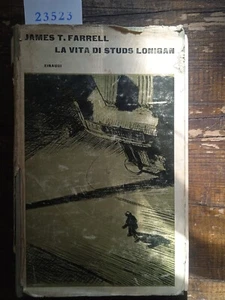 23523
JAMES T. FARRELL
LA VITA DI STUDS LONIGAN
EINAUDI